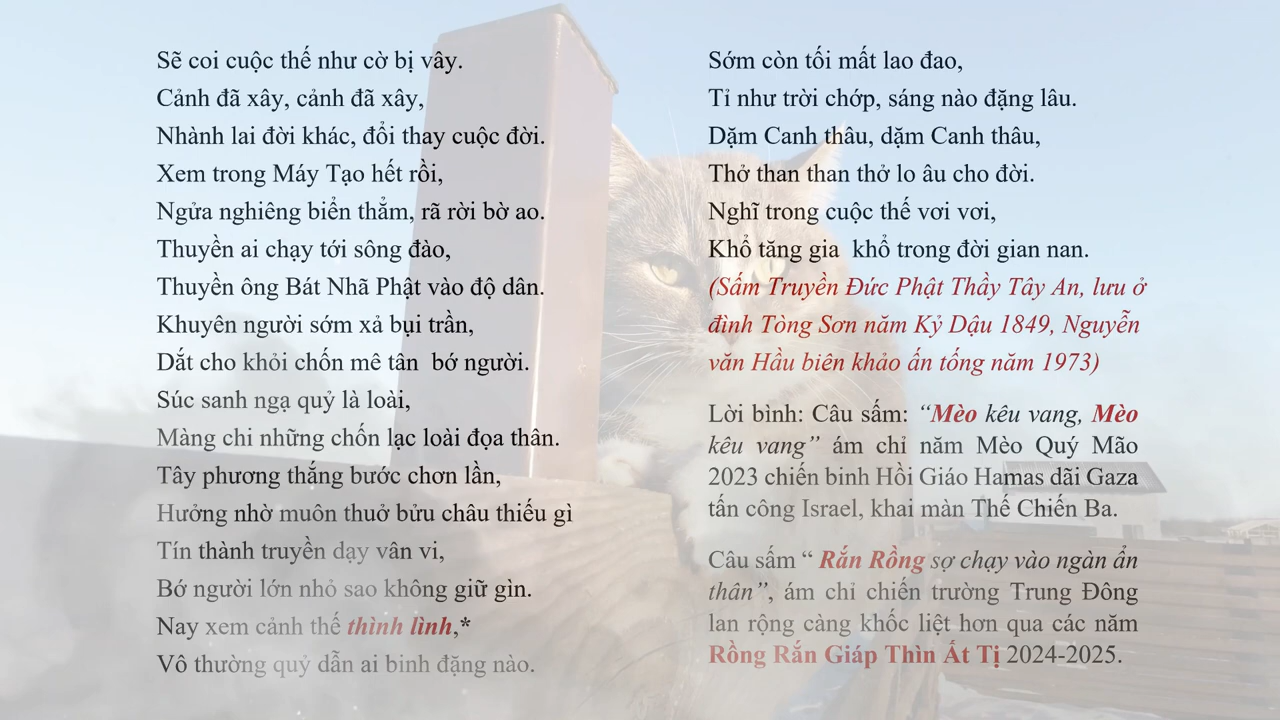 Sẽ coi cuộc thế như cờ bị vây.
Cảnh đã xây, cảnh đã xây,
Nhành lai đời khác, đổi thay cuộc đời.
Xem trong Máy Tạo hết rồi,
Ngửa nghiêng biển thẳm, rã rời bờ ao.
Thuyền ai chạy tới sông đào,
Thuyền ông Bát Nhã Phật vào độ dân.
Khuyên người sớm xả bụi trần,
Dắt cho khỏi chốn mê tân  bớ người.
Súc sanh ngạ quỷ là loài,
Màng chi những chốn lạc loài đọa thân.
Tây phương thắng bước chơn lần,
Hưởng nhờ muôn thuở bửu châu thiếu gì
Tín thành truyền dạy vân vi,
Bớ người lớn nhỏ sao không giữ gìn.
Nay xem cảnh thế thình lình,*
Vô thường quỷ dẫn ai binh đặng nào.
Sớm còn tối mất lao đao,
Tỉ như trời chớp, sáng nào đặng lâu.
Dặm Canh thâu, dặm Canh thâu,
Thở than than thở lo âu cho đời.
Nghĩ trong cuộc thế vơi vơi,
Khổ tăng gia  khổ trong đời gian nan.
(Sấm Truyền Đức Phật Thầy Tây An, lưu ở
đình Tòng Sơn năm Kỷ Dậu 1849, Nguyễn
văn Hầu biên khảo ấn tống năm 1973)
Lời bình: Câu sấm: “Mèo kêu vang, Mèo
kêu vang” ám chỉ năm Mèo Quý Mão
2023 chiến binh Hồi Giáo Hamas dãi Gaza
tấn công Israel, khai màn Thế Chiến Ba.
Câu sấm “ Rắn Rồng sợ chạy vào ngàn ẩn
thân”, ám chỉ chiến trường Trung Đông
lan rộng càng khốc liệt hơn qua các năm
Rồng Rắn Giáp Thìn Ất Tị 2024-2025.